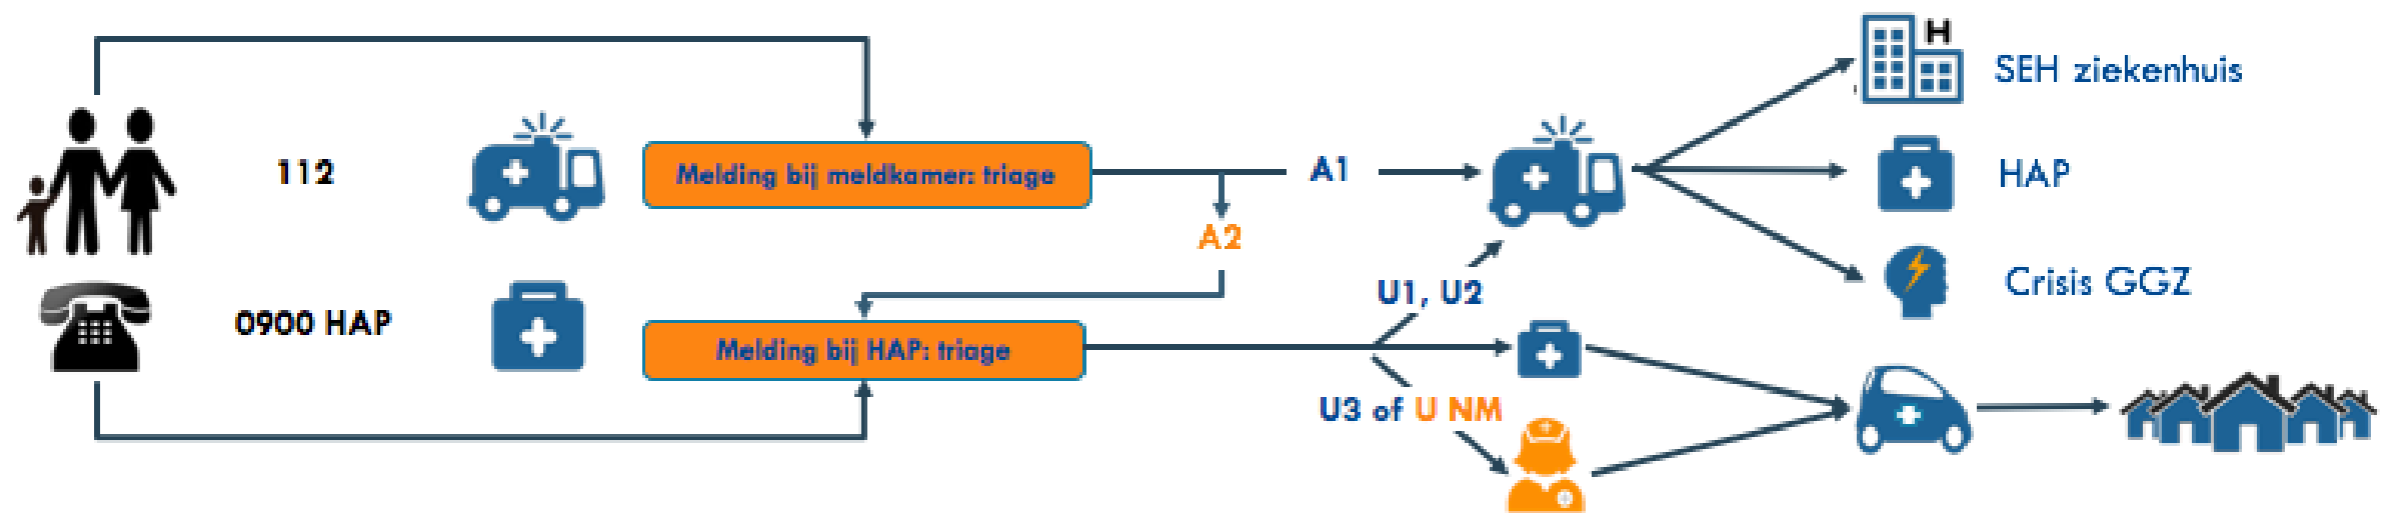 H
SEH ziekenhuis
112
Melding bij meldkamer: triage
A1
HAP
A2
U1, U2
Crisis GGZ
0900 HAP
Melding bij HAP: triage
U3 of U NM